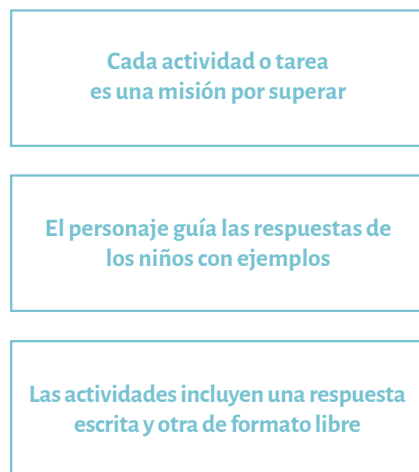 Cada actividad o tarea
es una misión por superar
El personaje guía las respuestas de
los niños con ejemplos
Las actividades incluyen una respuesta
escrita y otra de formato libre